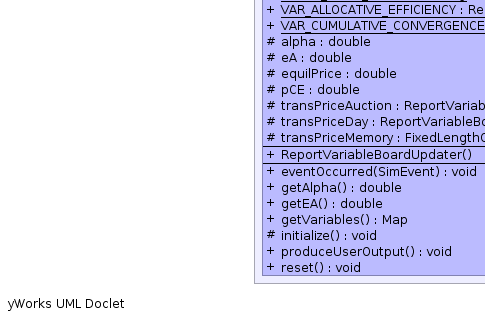 + VAR_ALLOCATIVE_EFFICIENCY : Re
+ VAR_CUMULATIVE_CONVERGENCE
# alpha : double
# eA : double
# equilPrice : double
# pCE : double
# transPriceAuction : ReportVariab
# transPriceDay : ReportVariableBo
# transPriceMemory : FixedLengthQ
+ ReportVariableBoardUpdater()
+ eventOccurred(SimEvent) : void
+ getAlpha() : double
+ getEA() : double
+ getVariables() : Map
# initialize() : void
+ produceUserOutput() : void
+ reset() : void
yWorks UML Doclet